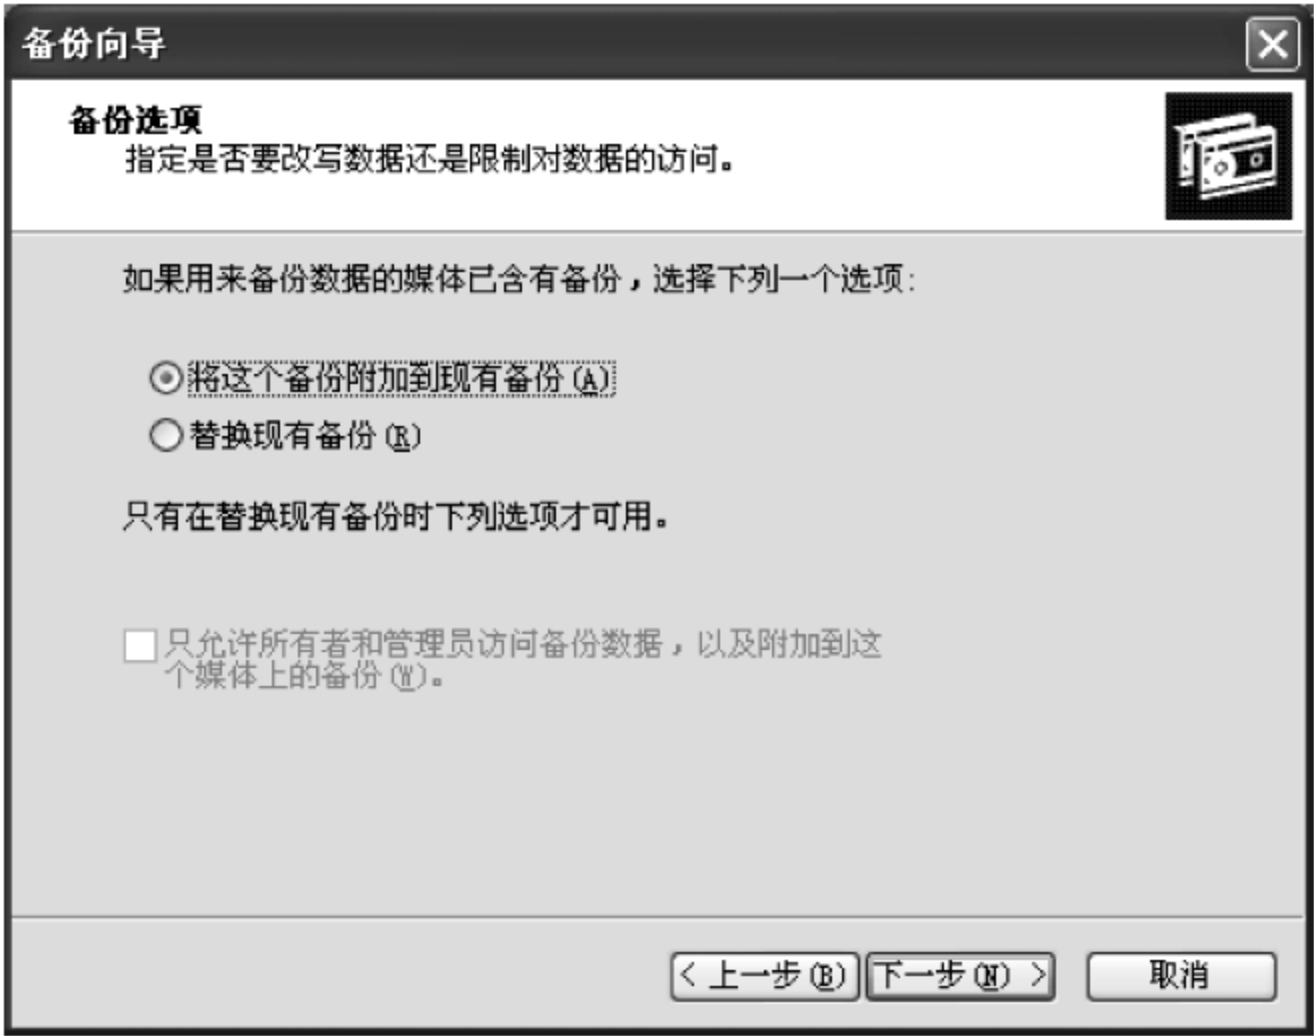 备份向导
备份选项
指定是否要改写数据还是限制对数据的访问。
如果用来备份数据的媒体已含有备份，选择下列一个选项:
将这个备份附加到现有备份(A)
替换现有备份(R)
只有在替换现有备份时下列选项才可用。
只允许所有者和管理员访问备份数据，以及附加到这
个媒体上的备份(W)。
< 上一步(B) 下一步(N) > 取消